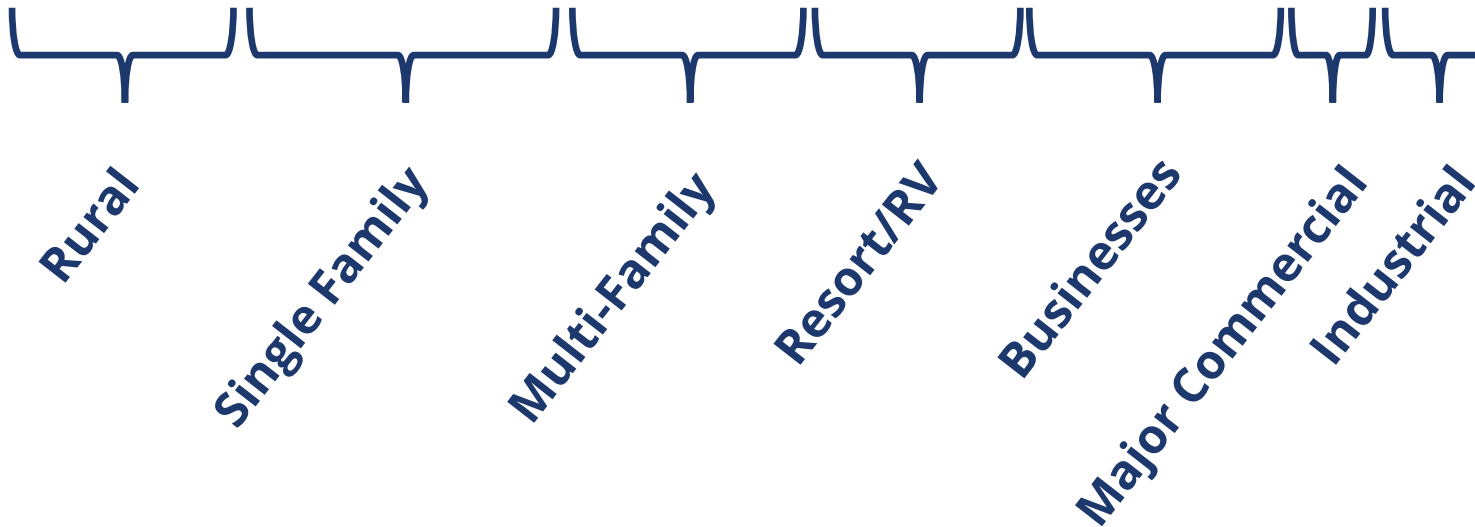 Rural
Single Family
Multi-Family
Resort/RV
Businesses
Major Commercial
Industrial